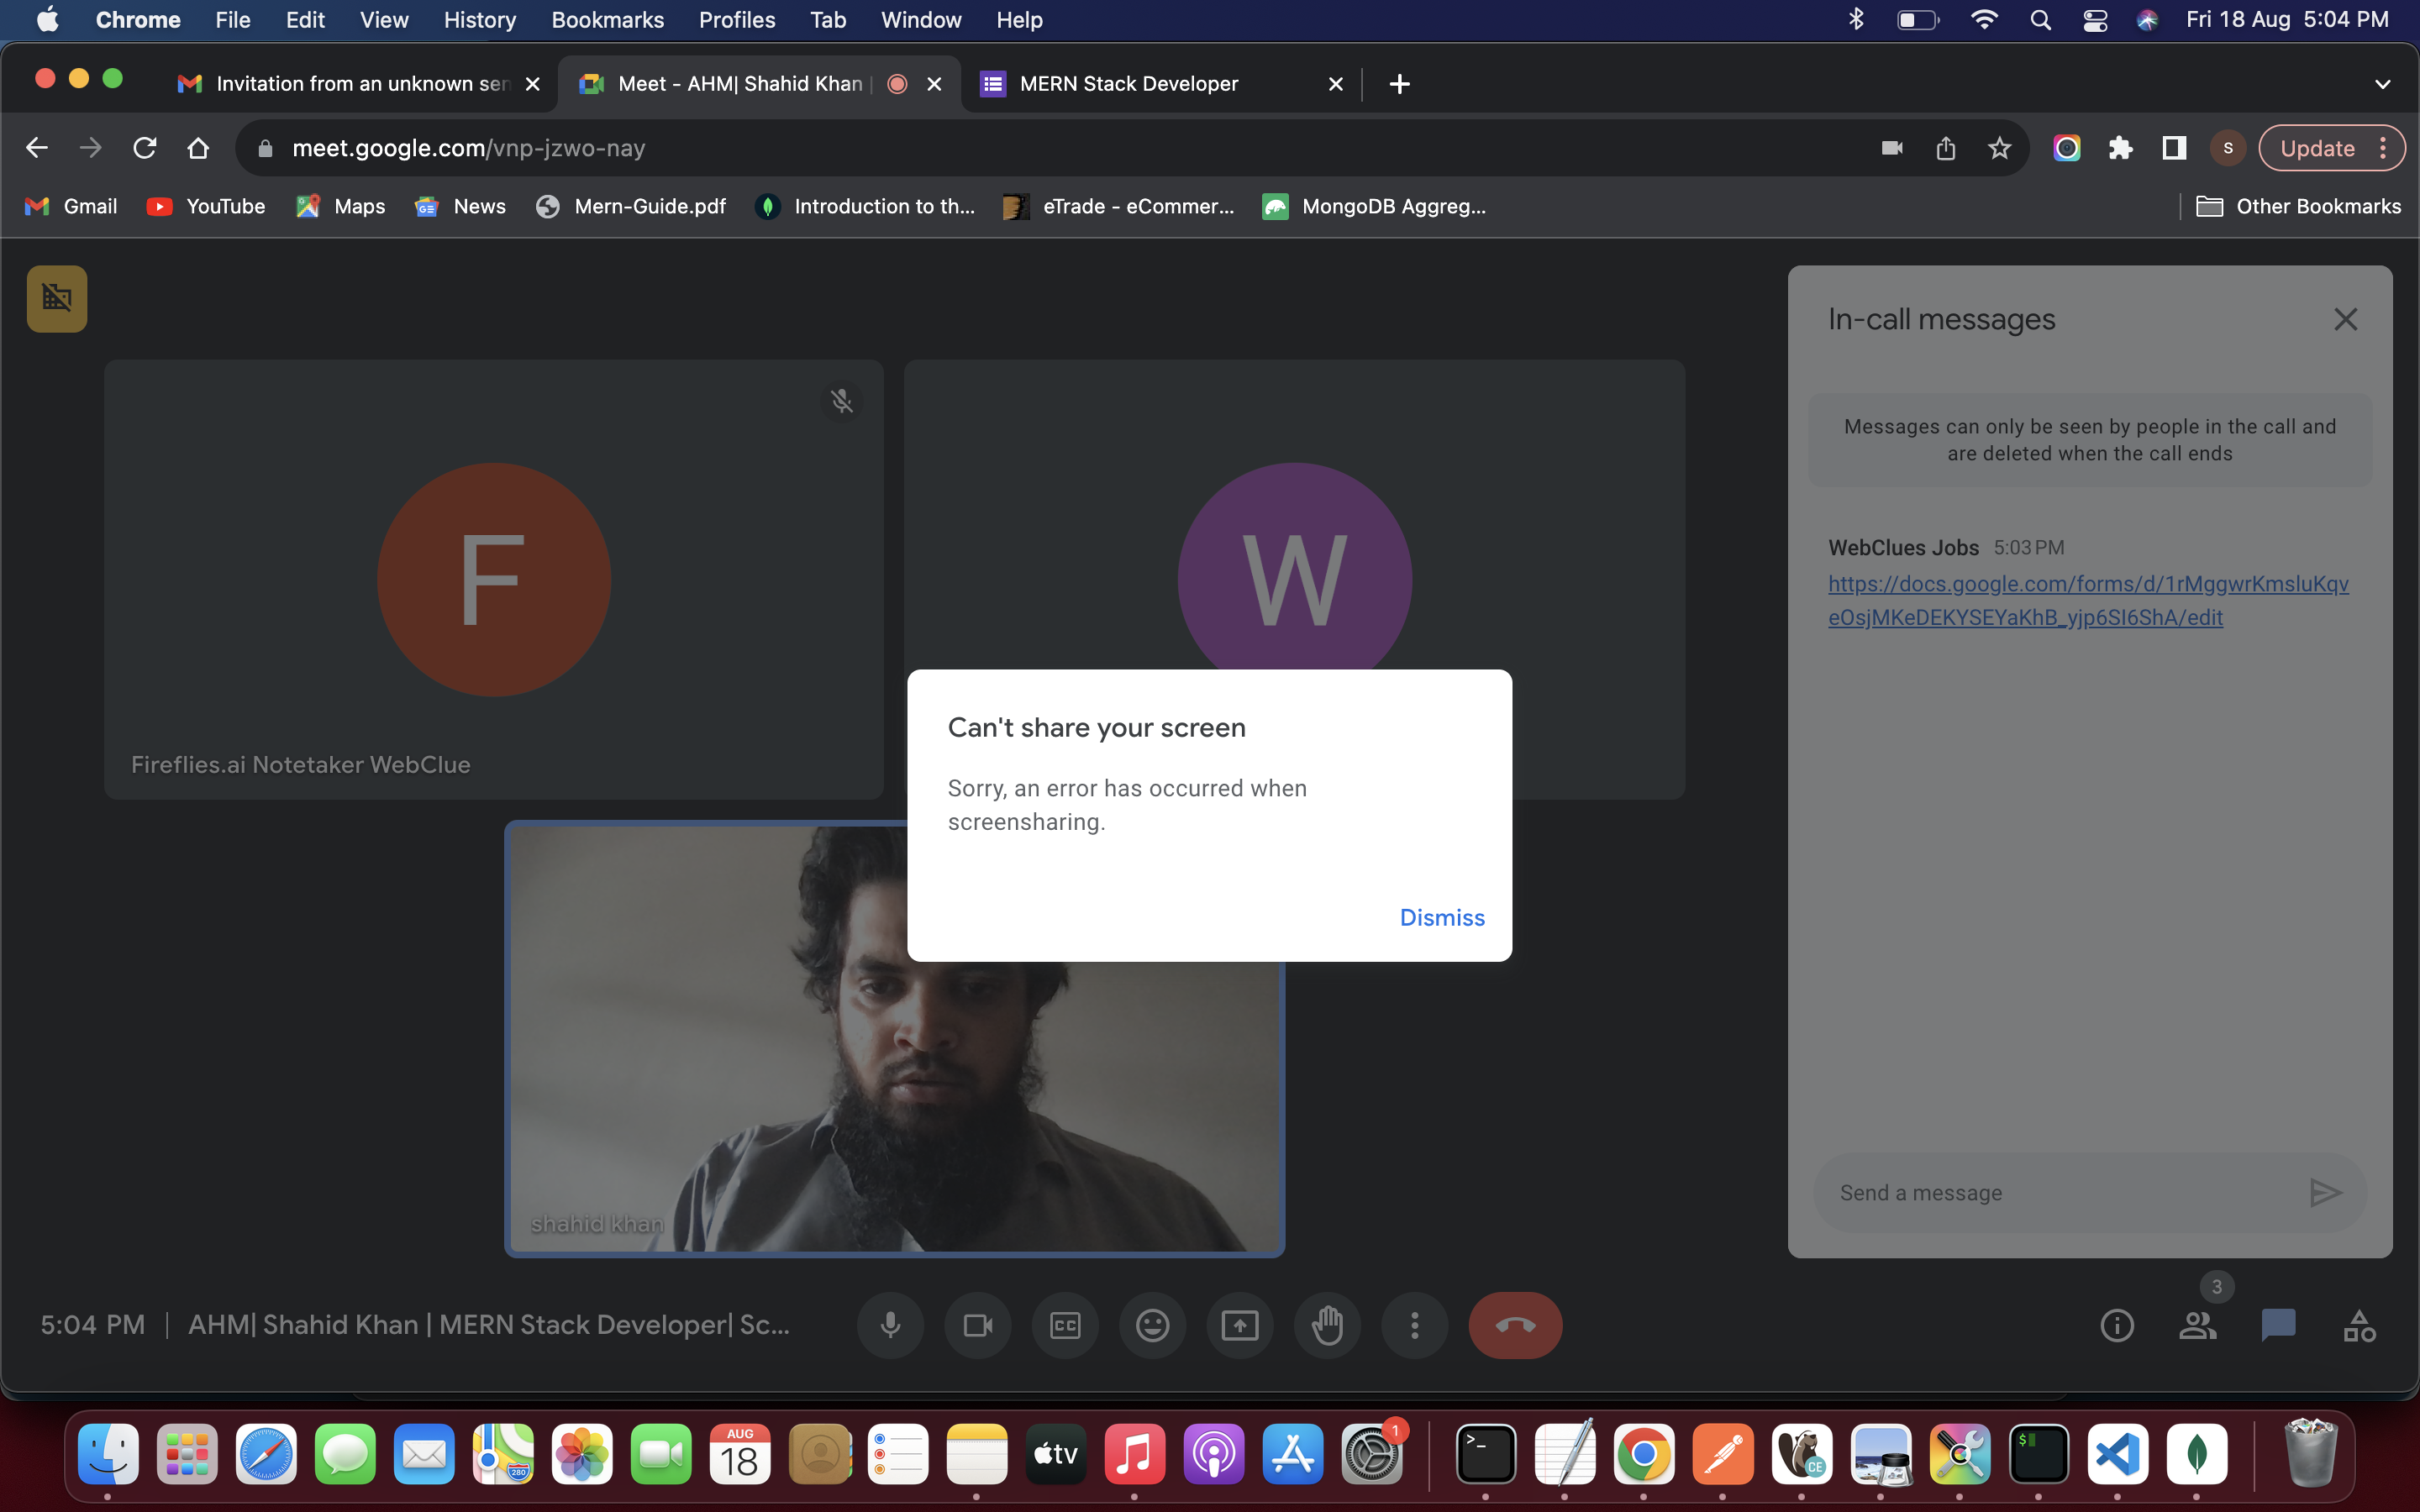 Chrome File Edit View History Bookmarks Profiles Tab Window Help Fri 18 Aug 5:04 PM
Invitation from an unknown sen Meet - AHM| Shahid Khan | MERN Stack Developer
meet.google.com/vnp-jzwo-nay S Update
Gmail YouTube Maps News Mern-Guide.pdf Introduction to th... eTrade - eCommer... MongoDB Aggreg... Other Bookmarks
In-call messages
Messages can only be seen by people in the call and
are deleted when the call ends
WebClues Jobs 5:03 PM
https://docs.google.com/forms/d/1rMggwrKmsluKqv
eOsjMKeDEKYSEYaKhB_yjp6SI6ShA/edit
F
W
Fireflies.ai Notetaker WebClue
Can't share your screen
Sorry, an error has occurred when
screensharing.
Dismiss
shahid khan
Send a message
3
5:04 PM | AHM| Shahid Khan | MERN Stack Developer| Sc...
CC
AUG
18
280
tv
1
>_
CE
$